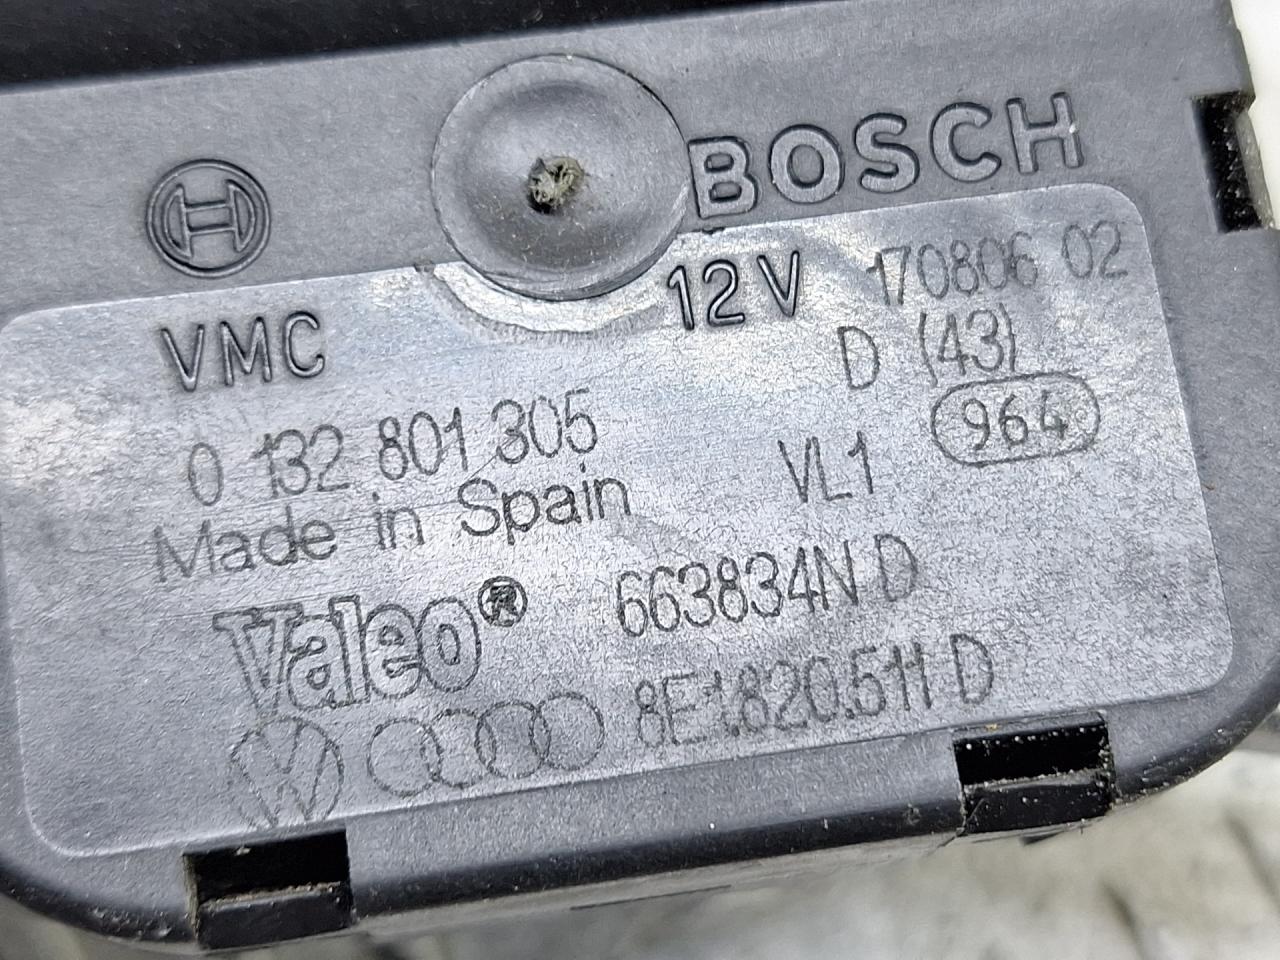 BOSCH
VMC 12V 170806 02
D (43)
0 132 801 305 964
Made in Spain VL1
Valeo® 663834N D
8E1.820.511 D